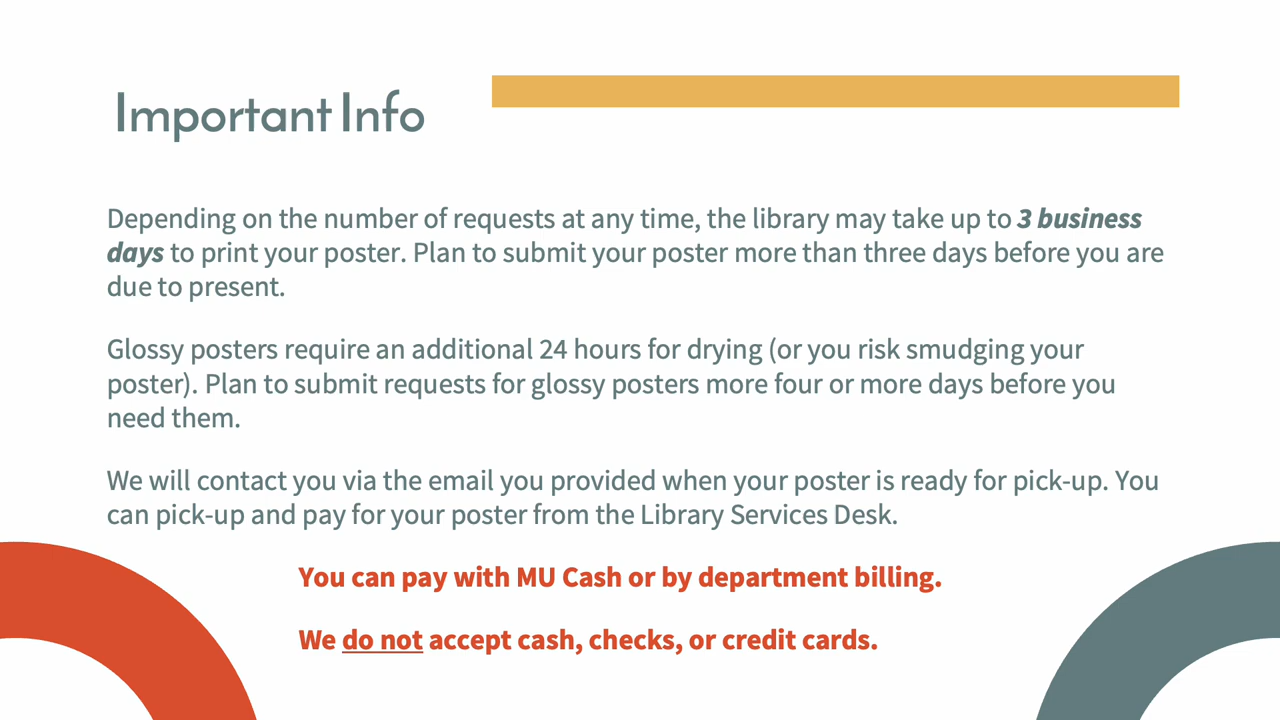 Important Info
Depending on the number of requests at any time, the library may take up to 3 business
days to print your poster. Plan to submit your poster more than three days before you are
due to present.
Glossy posters require an additional 24 hours for drying (or you risk smudging your
poster). Plan to submit requests for glossy posters more four or more days before you
need them.
We will contact you via the email you provided when your poster is ready for pick-up. You
can pick-up and pay for your poster from the Library Services Desk.
You can pay with MU Cash or by department billing.
We do not accept cash, checks, or credit cards.